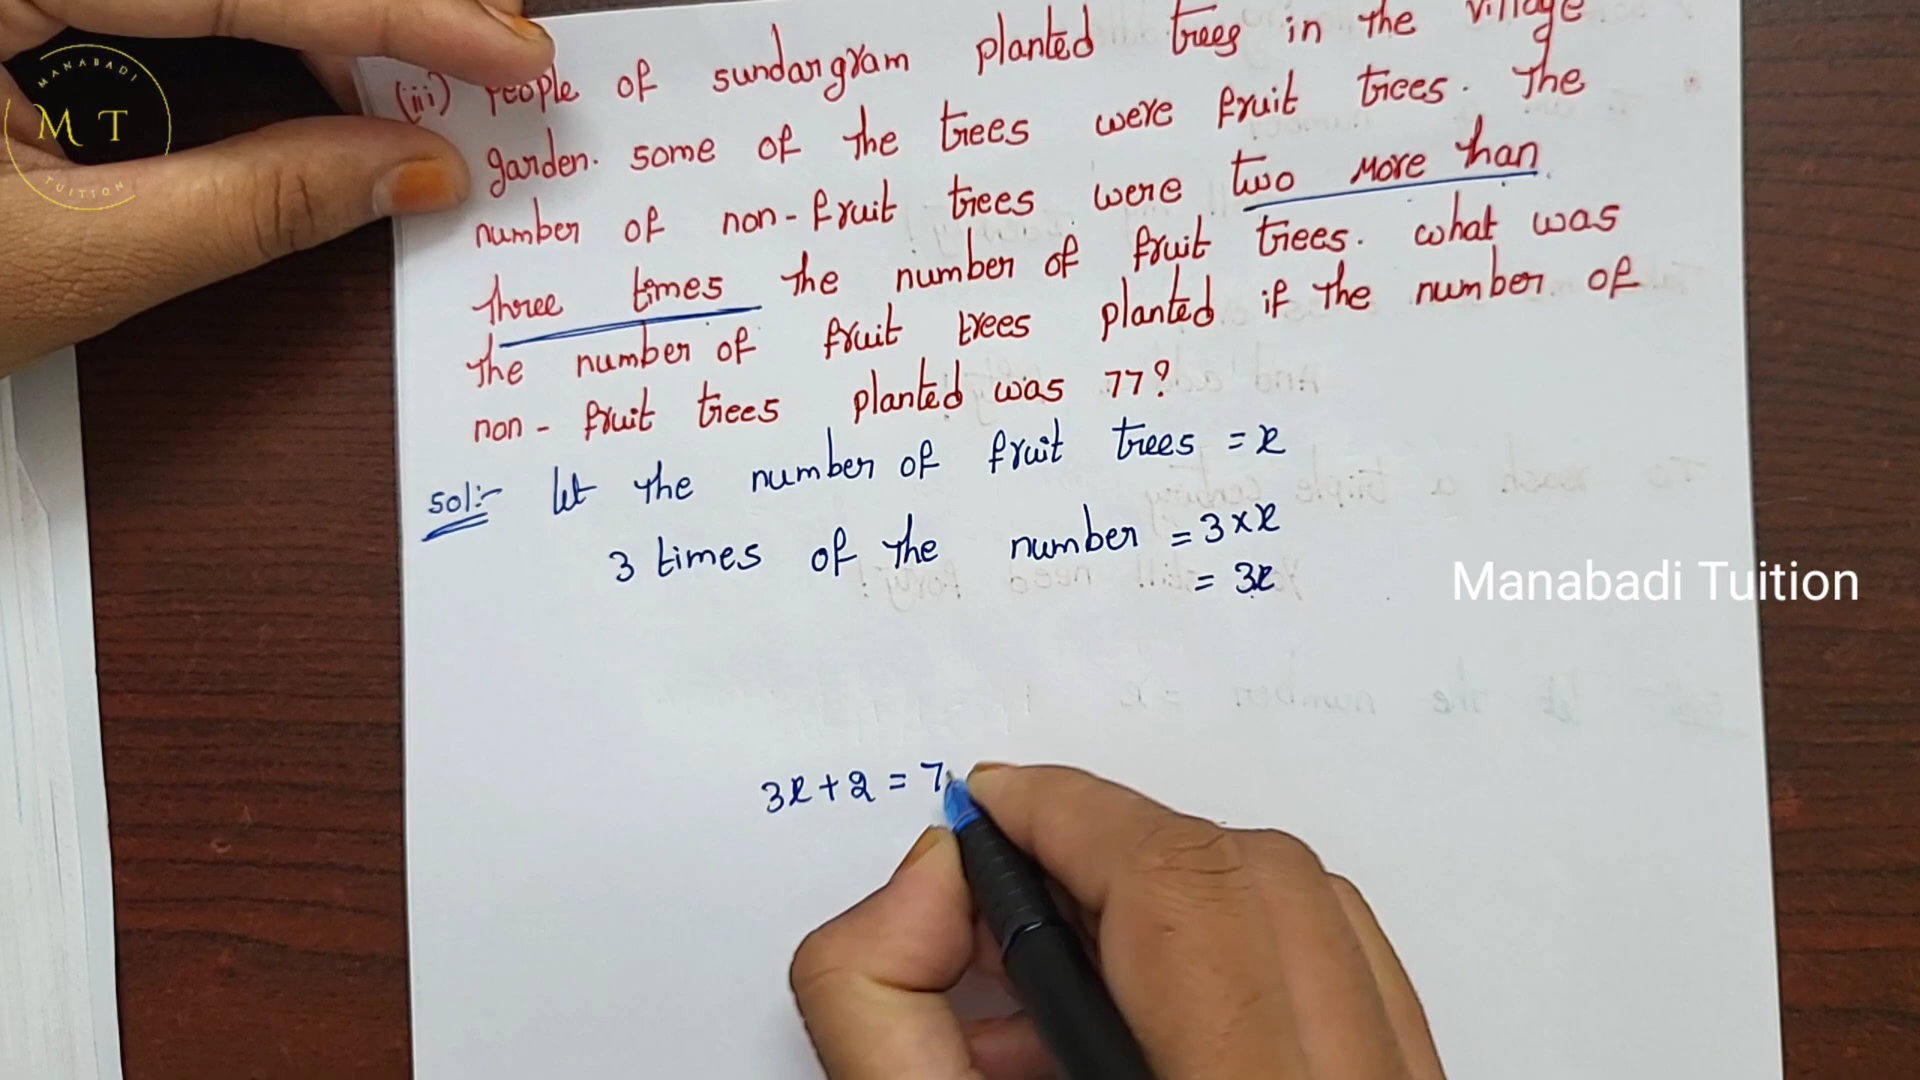 MANABADI
M T
TUITION
(iii) People of sundargram planted trees in the village
garden. some of the trees were fruit trees. The
number of non-fruit trees were two more than
three times the number of fruit trees. what was
the number of fruit trees planted if the number of
non-fruit trees planted was 77?
Sol:- let the number of fruit trees = x
3 times of the number = 3×x
= 3x
Manabadi Tuition
3x+2 = 7